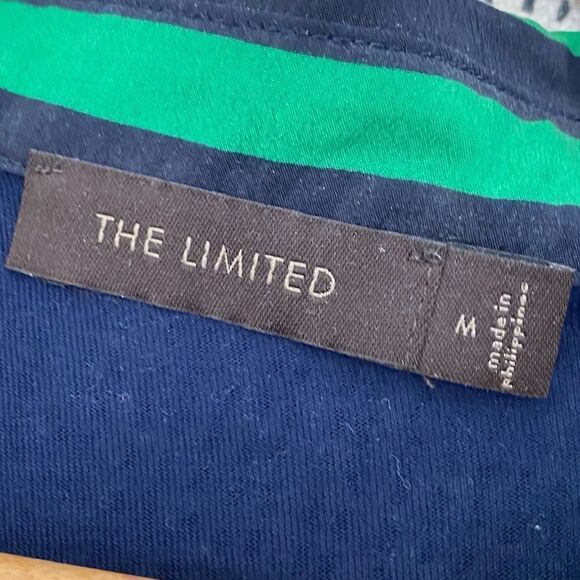 THE LIMITED
M
made in
philippines